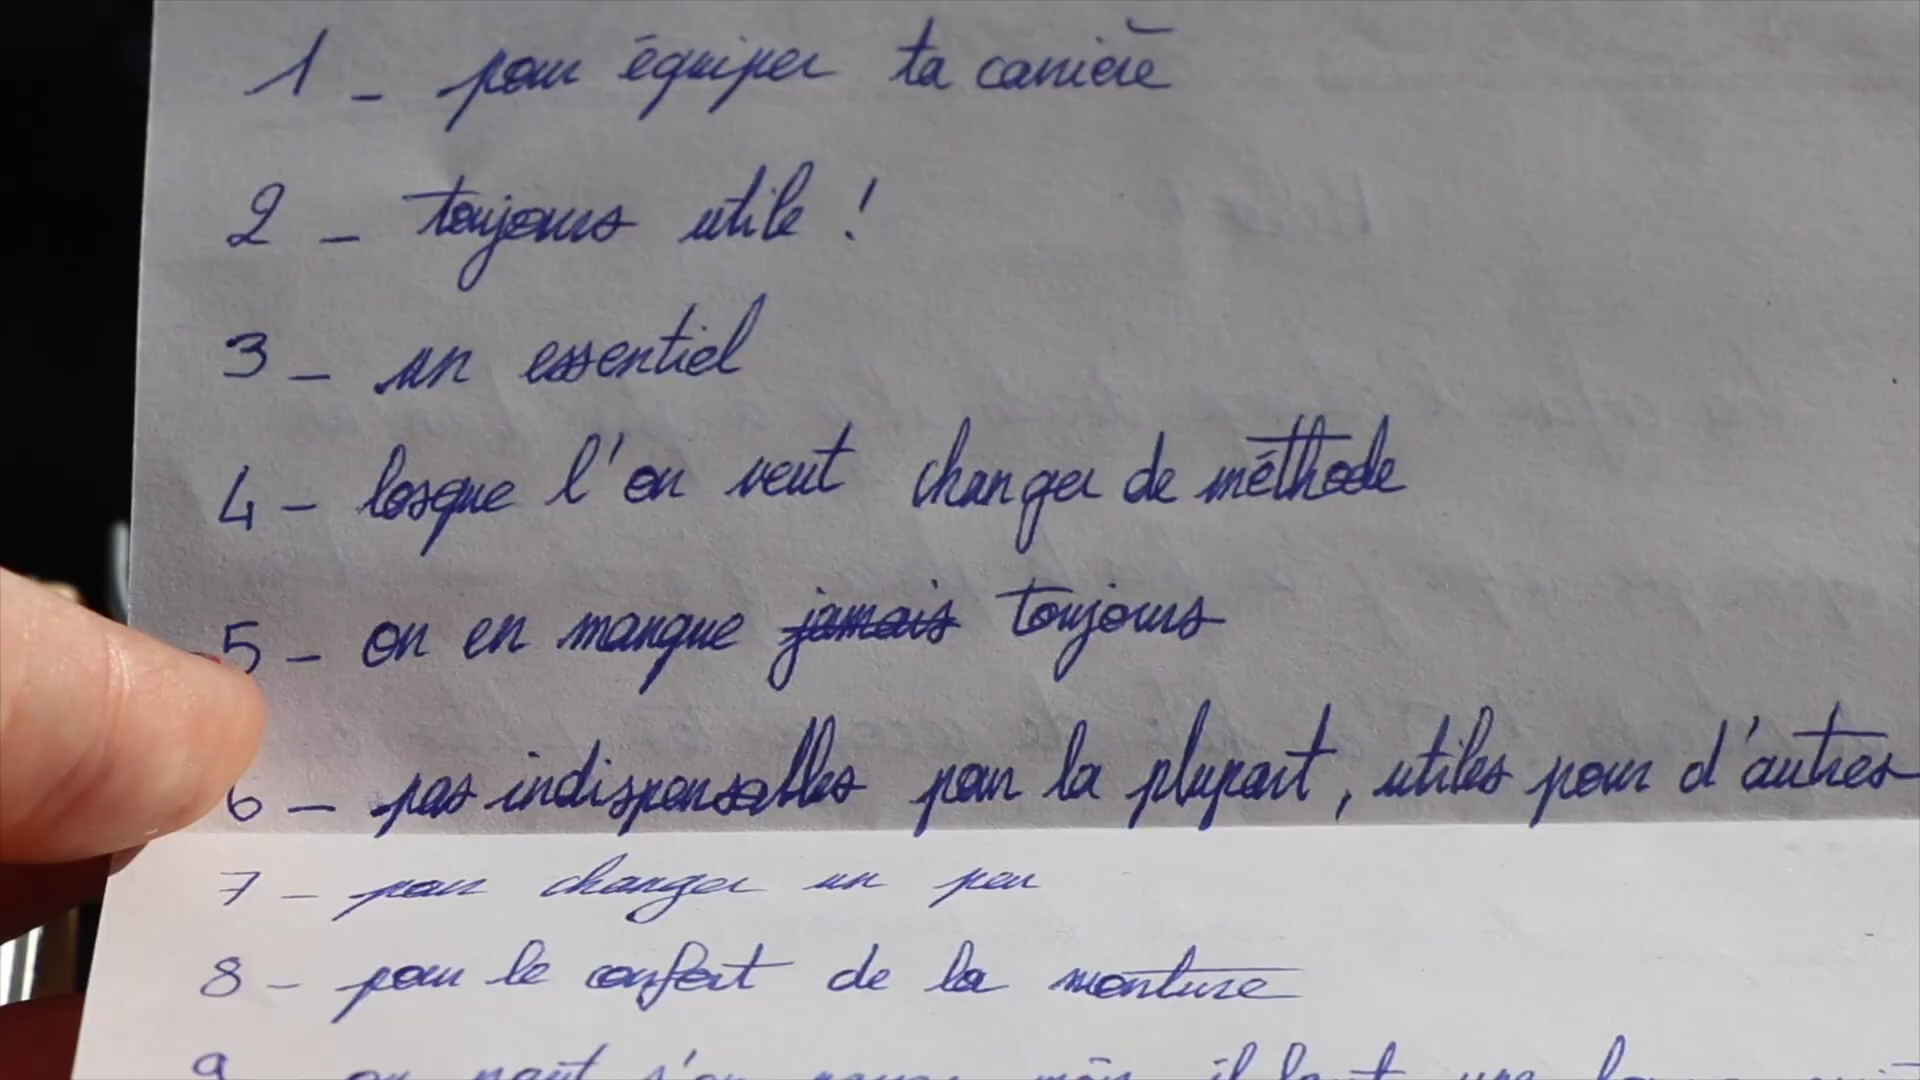 1 - pour équiper ta carrière
2 - toujours utile !
3 - un essentiel
4 - losque l'on veut changer de méthode
5 - on en manque jamais toujours
6 - pas indispensables pour la plupart, utiles pour d'autres
7 - pour changer un peu
8 - pour le confort de la monture
9